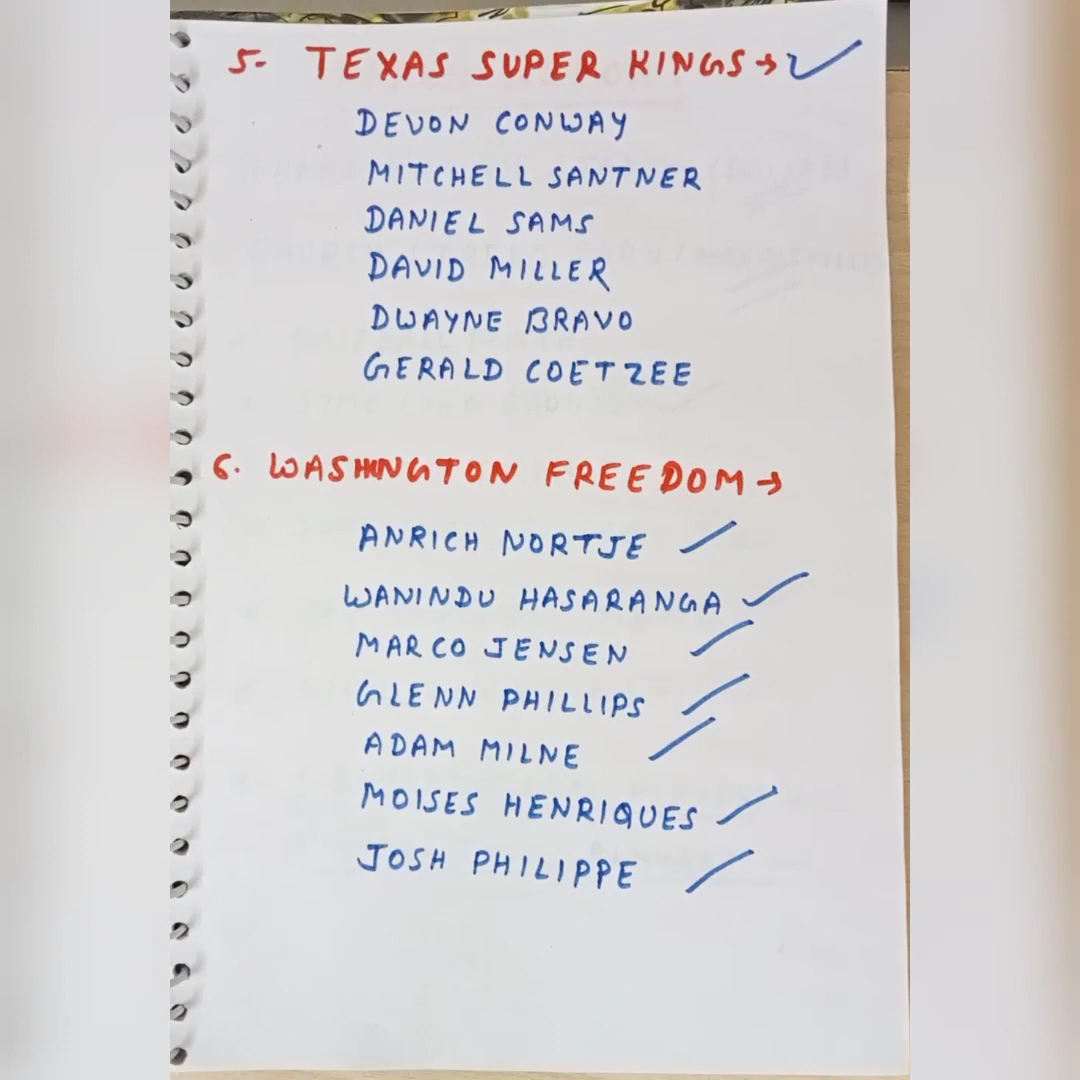 5- TEXAS SUPER KINGS →
DEVON CONWAY
MITCHELL SANTNER
DANIEL SAMS
DAVID MILLER
DWAYNE BRAVO
GERALD COETZEE
6. WASHINGTON FREEDOM →
ANRICH NORTJE
WANINDU HASARANGA
MARCO JENSEN
GLENN PHILLIPS
ADAM MILNE
MOISES HENRIQUES
JOSH PHILIPPE